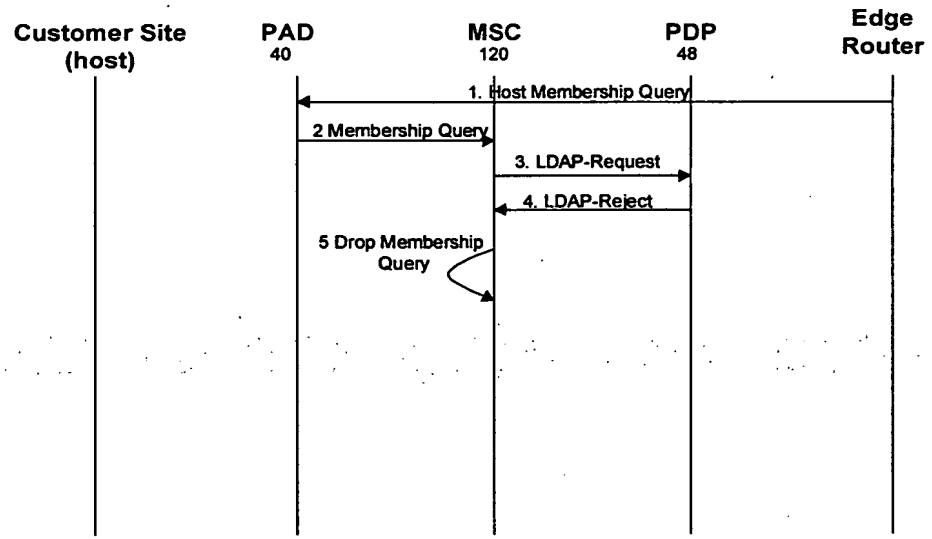 Customer Site
(host)
PAD
40
MSC
120
PDP
48
Edge
Router
1. Host Membership Query
2 Membership Query
3. LDAP-Request
4. LDAP-Reject
5 Drop Membership
Query